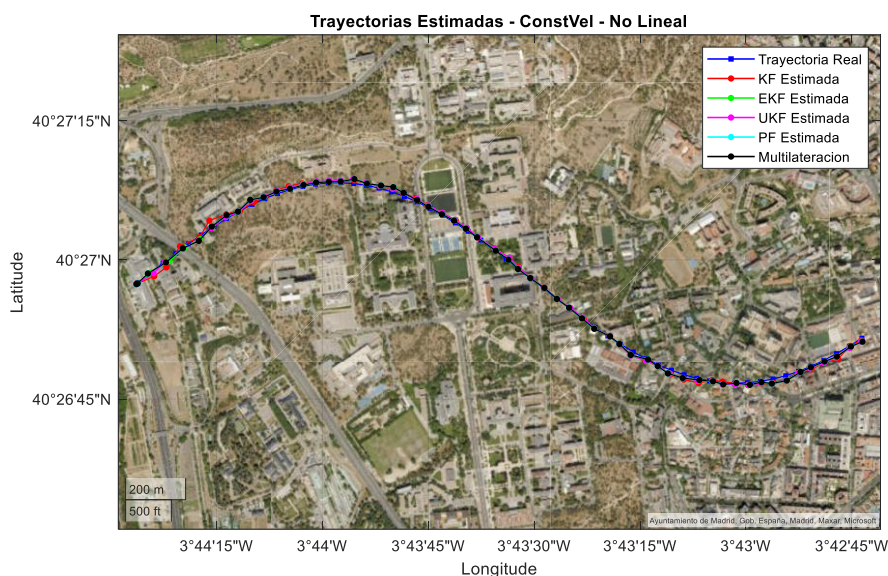 Trayectorias Estimadas - ConstVel - No Lineal
Trayectoria Real
KF Estimada
EKF Estimada
UKF Estimada
PF Estimada
Multilateracion
40°27'15"N
40°27'N
40°26'45"N
Latitude
200 m
500 ft
Ayuntamiento de Madrid, Gob. España, Madrid, Maxar, Microsoft
3°44'15"W
3°44'W
3°43'45"W
3°43'30"W
3°43'15"W
3°43'W
3°42'45"W
Longitude